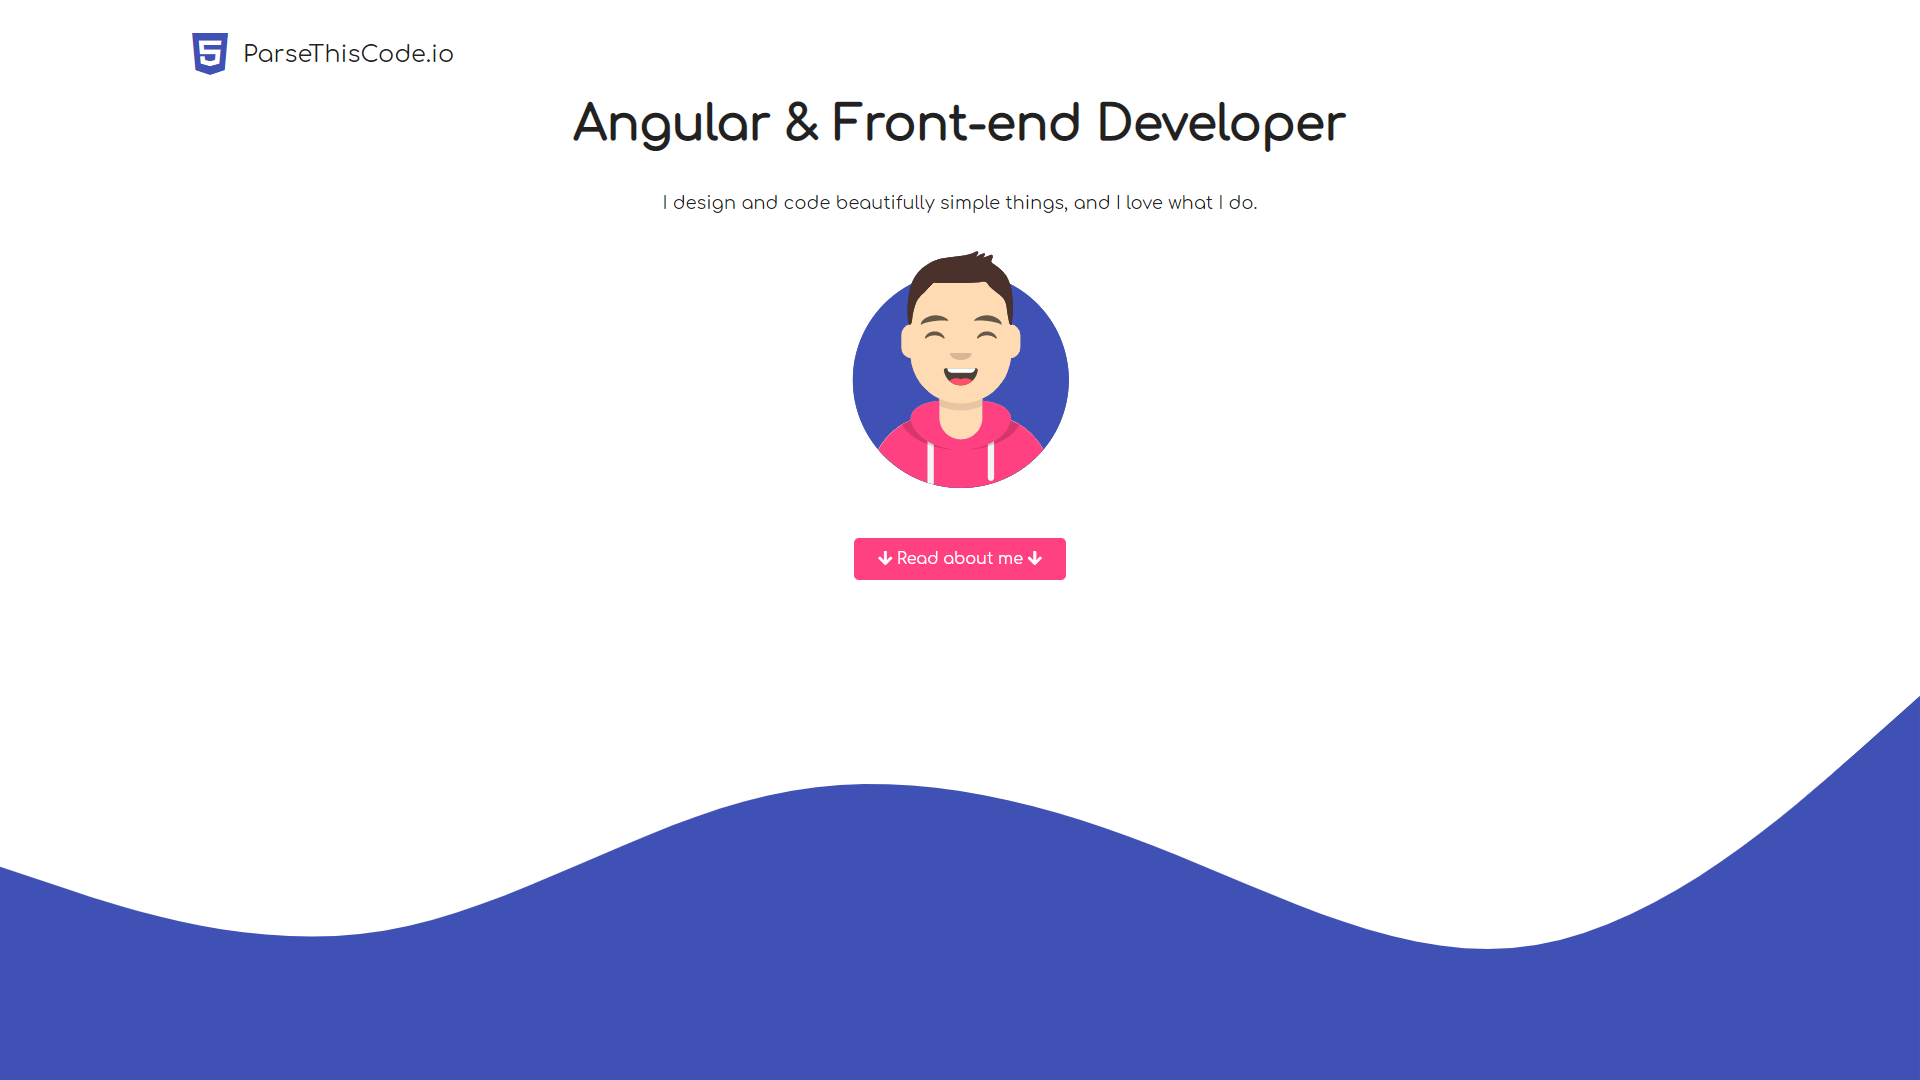 ParseThisCode.io
Angular & Front-end Developer
I design and code beautifully simple things, and I love what I do.
Read about me